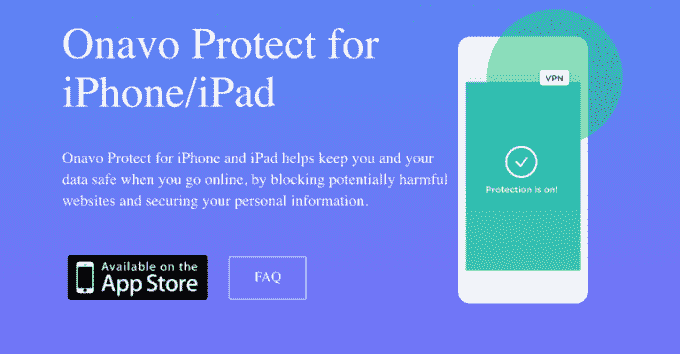 Onavo Protect for
iPhone/iPad
Onavo Protect for iPhone and iPad helps keep you and your
data safe when you go online, by blocking potentially harmful
websites and securing your personal information.
Available on the
App Store
FAQ
VPN
Protection is on!